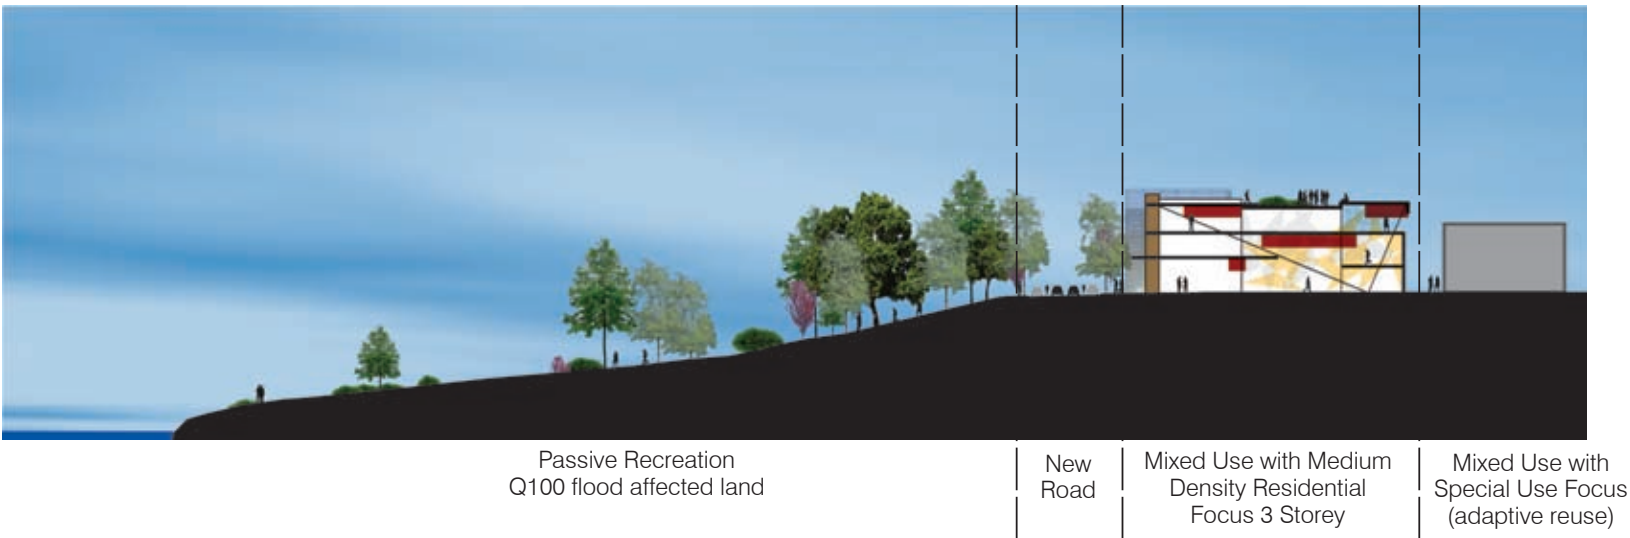 Passive Recreation
Q100 flood affected land
New
Road
Mixed Use with Medium
Density Residential
Focus 3 Storey
Mixed Use with
Special Use Focus
(adaptive reuse)